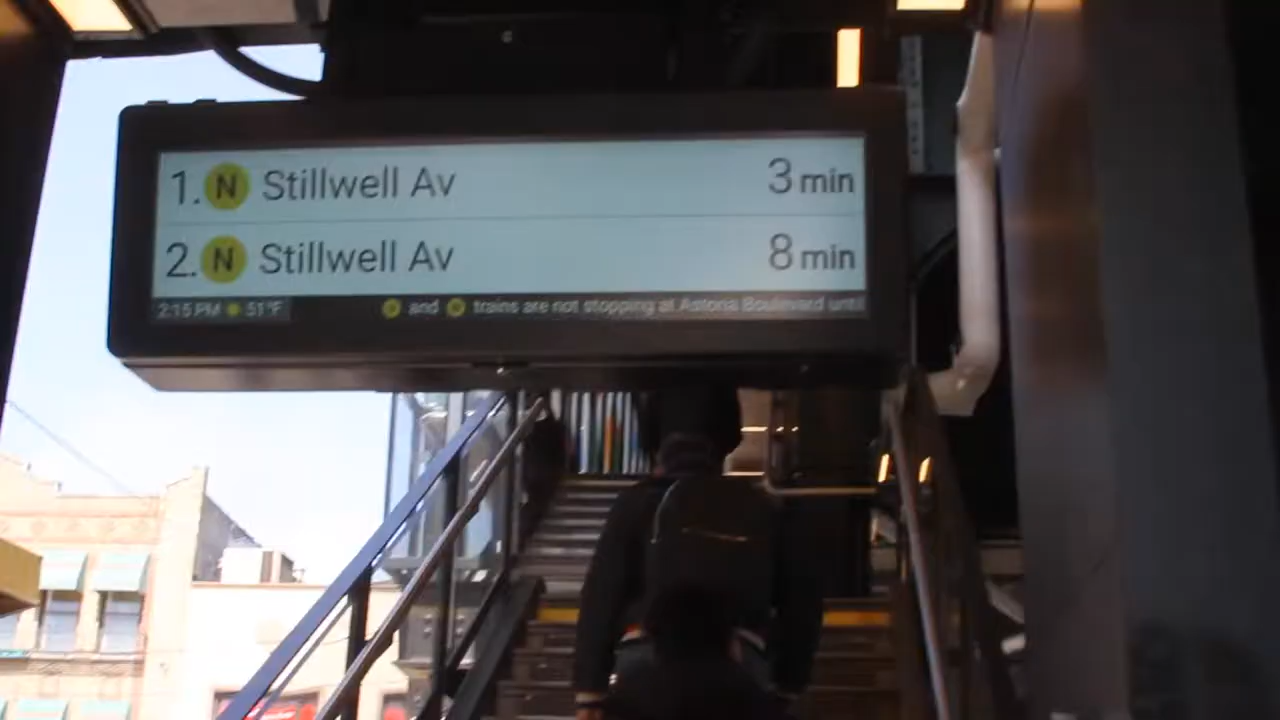 1. N Stillwell Av 3 min
2. N Stillwell Av 8 min
2:15 PM 51°F and trains are not stopping at Astoria Boulevard until